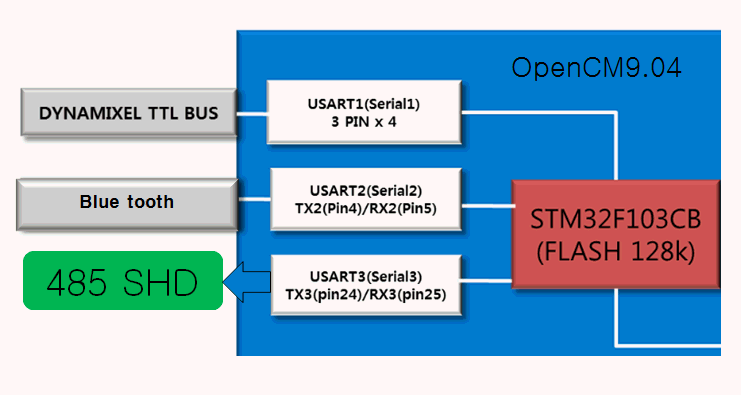 OpenCM9.04
DYNAMIXEL TTL BUS
USART1(Serial1)
3 PIN x 4
Blue tooth
USART2(Serial2)
TX2(Pin4)/RX2(Pin5)
STM32F103CB
(FLASH 128k)
485 SHD
USART3(Serial3)
TX3(pin24)/RX3(pin25)